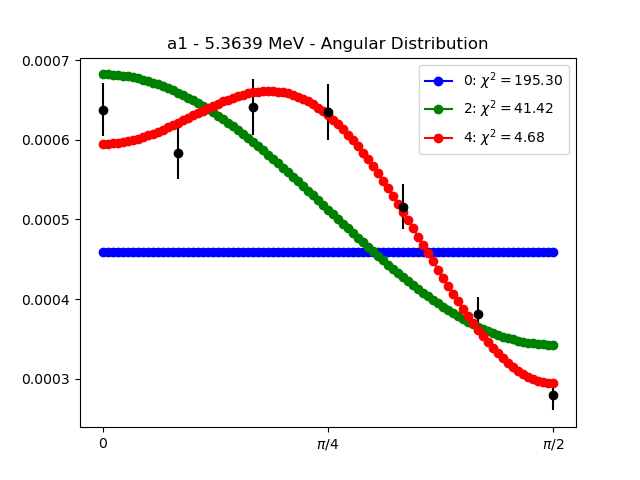 a1 - 5.3639 MeV - Angular Distribution
0.0007
0.0006
0.0005
0.0004
0.0003
0: χ² = 195.30
2: χ² = 41.42
4: χ² = 4.68
0
π/4
π/2